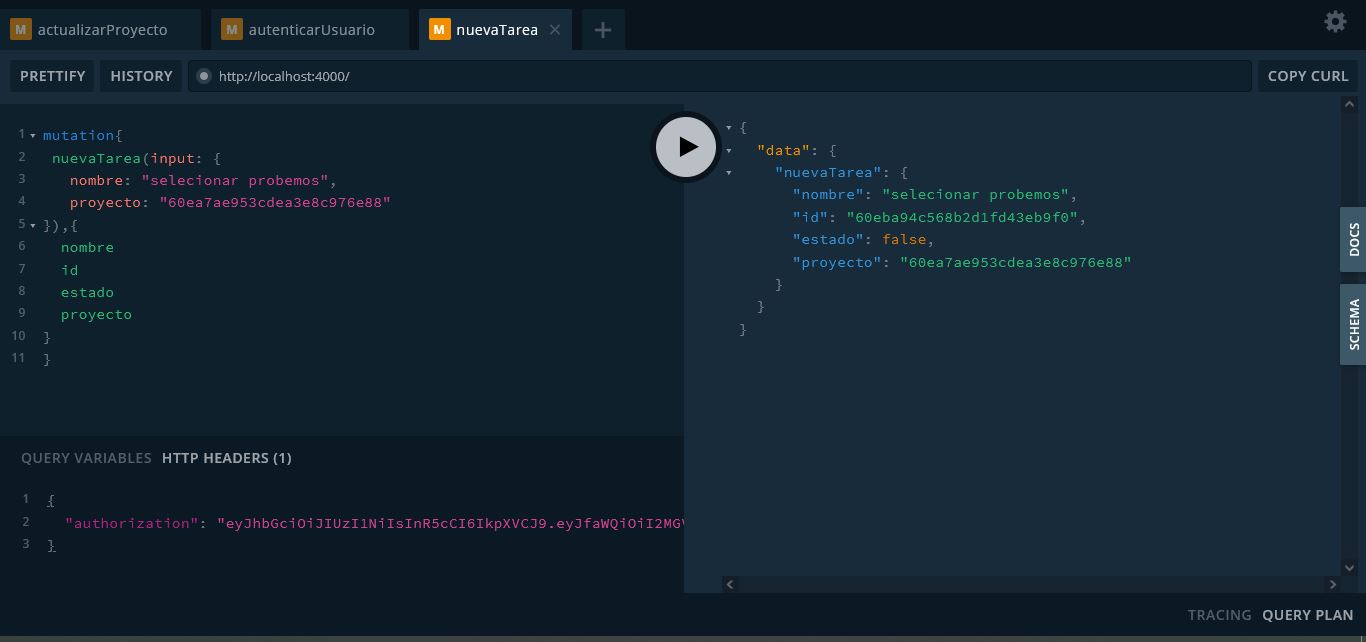 M actualizarProyecto
M autenticarUsuario
M nuevaTarea
PRETTIFY
HISTORY
http://localhost:4000/
COPY CURL
1 mutation{
2 nuevaTarea(input: {
3 nombre: "selecionar probemos",
4 proyecto: "60ea7ae953cdea3e8c976e88"
5 }),{
6 nombre
7 id
8 estado
9 proyecto
10 }
11 }
{
"data": {
"nuevaTarea": {
"nombre": "selecionar probemos",
"id": "60eba94c568b2d1fd43eb9f0",
"estado": false,
"proyecto": "60ea7ae953cdea3e8c976e88"
}
}
}
DOCS
SCHEMA
QUERY VARIABLES
HTTP HEADERS (1)
1 {
2 "authorization": "eyJhbGciOiJIUzI1NiIsInR5cCI6IkpXVCJ9.eyJfaWQiOiI2MG
3 }
TRACING
QUERY PLAN